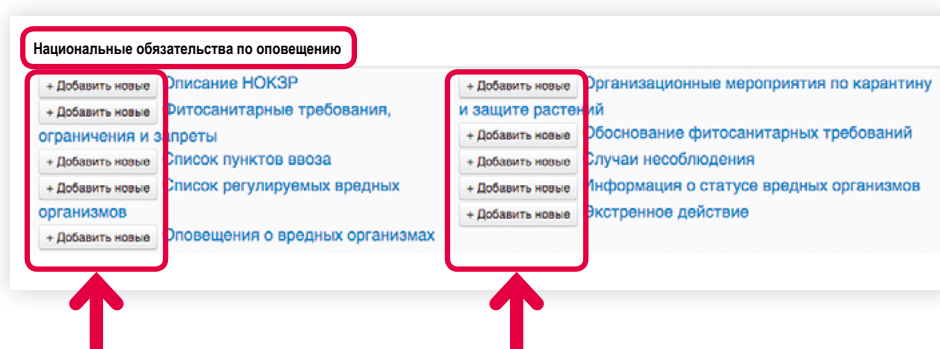 Национальные обязательства по оповещению
+ Добавить новые Описание НОКЗР
+ Добавить новые Фитосанитарные требования,
ограничения и запреты
+ Добавить новые Список пунктов ввоза
+ Добавить новые Список регулируемых вредных
организмов
+ Добавить новые Оповещения о вредных организмах
+ Добавить новые Организационные мероприятия по карантину
и защите растений
+ Добавить новые Обоснование фитосанитарных требований
+ Добавить новые Случаи несоблюдения
+ Добавить новые Информация о статусе вредных организмов
+ Добавить новые Экстренное действие